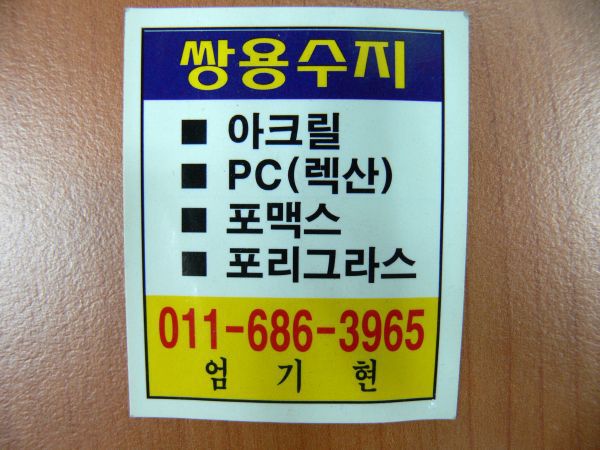 쌍용수지
■ 아크릴
■ PC(렉산)
■ 포맥스
■ 포리그라스
011-686-3965
엄 기 현